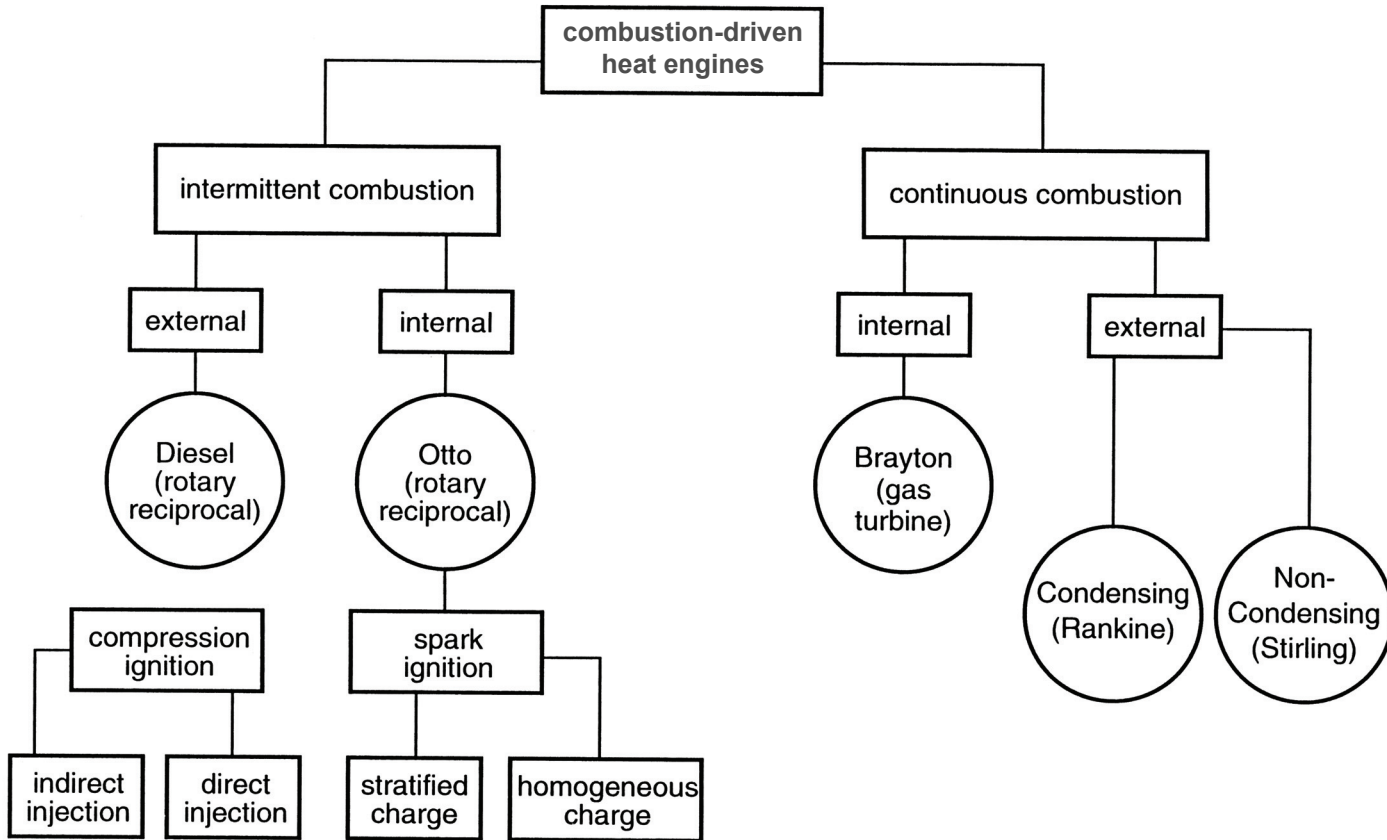 combustion-driven
heat engines
intermittent combustion
continuous combustion
external
internal
internal
external
Diesel
(rotary
reciprocal)
Otto
(rotary
reciprocal)
Brayton
(gas
turbine)
Condensing
(Rankine)
Non-
Condensing
(Stirling)
compression
ignition
spark
ignition
indirect
injection
direct
injection
stratified
charge
homogeneous
charge